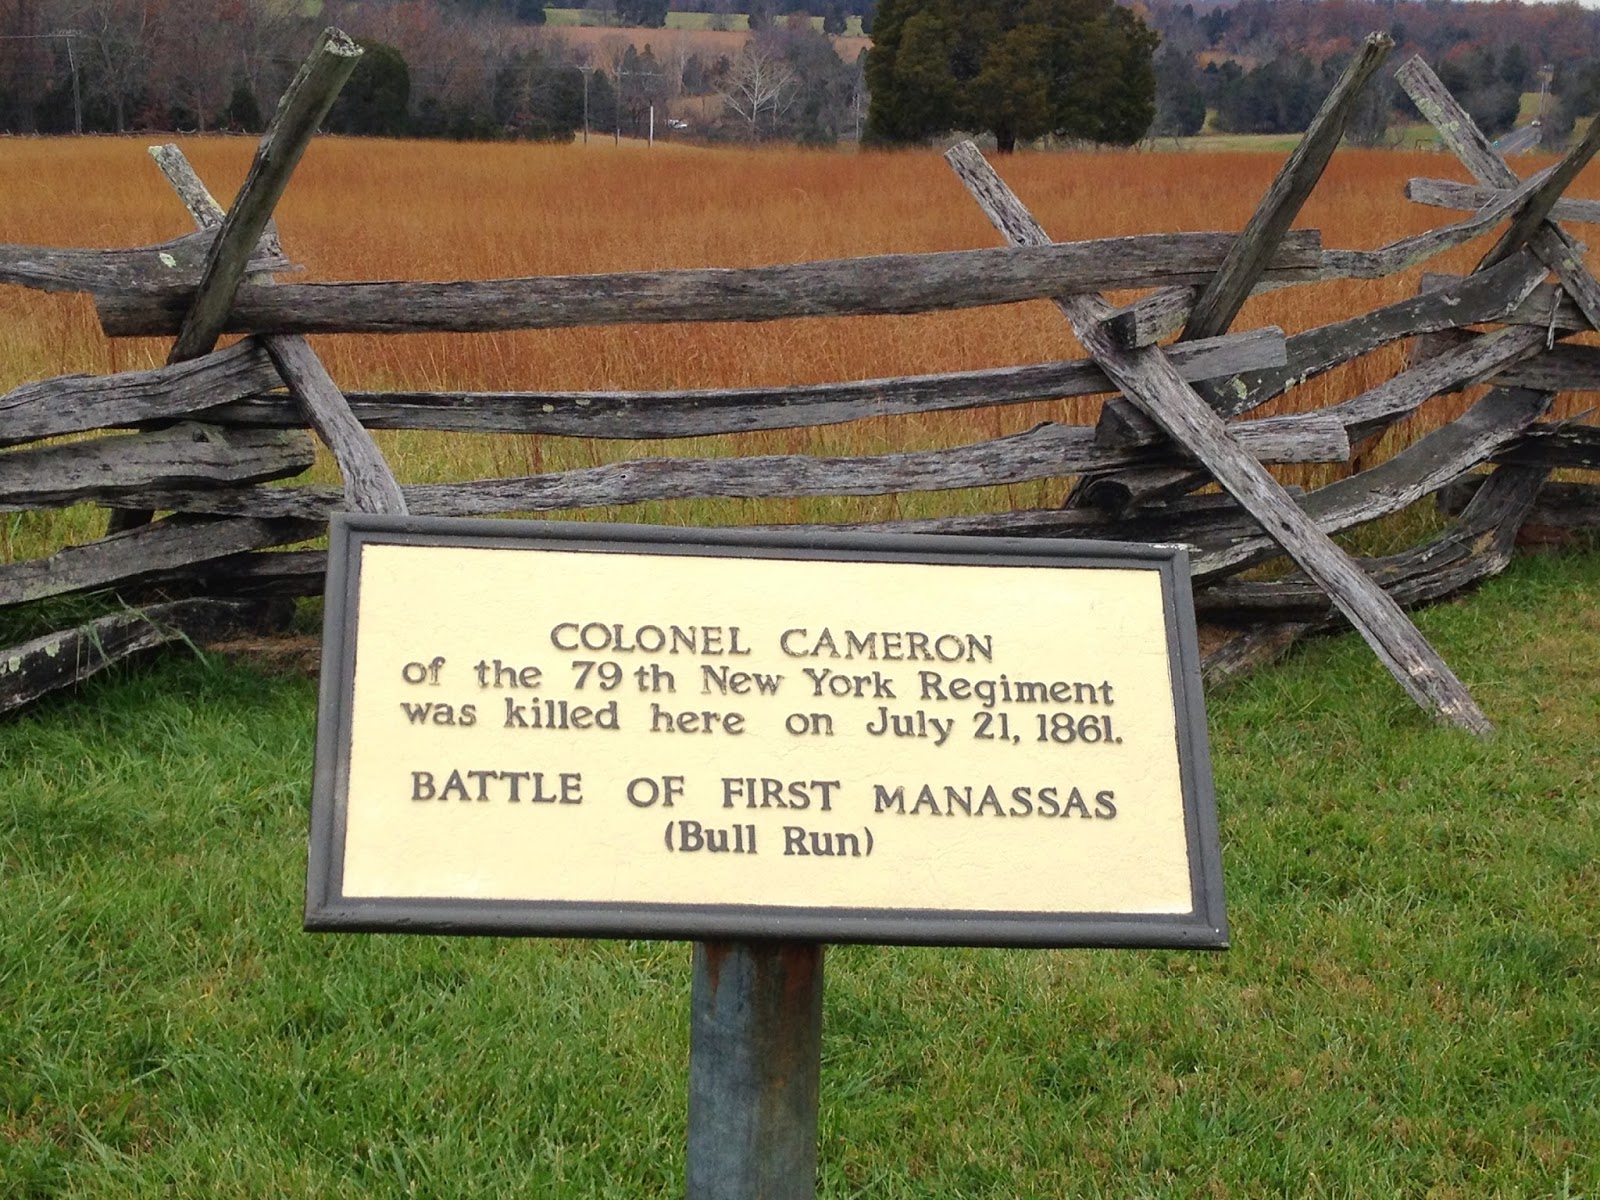 COLONEL CAMERON
of the 79th New York Regiment
was killed here on July 21, 1861.
BATTLE OF FIRST MANASSAS
(Bull Run)